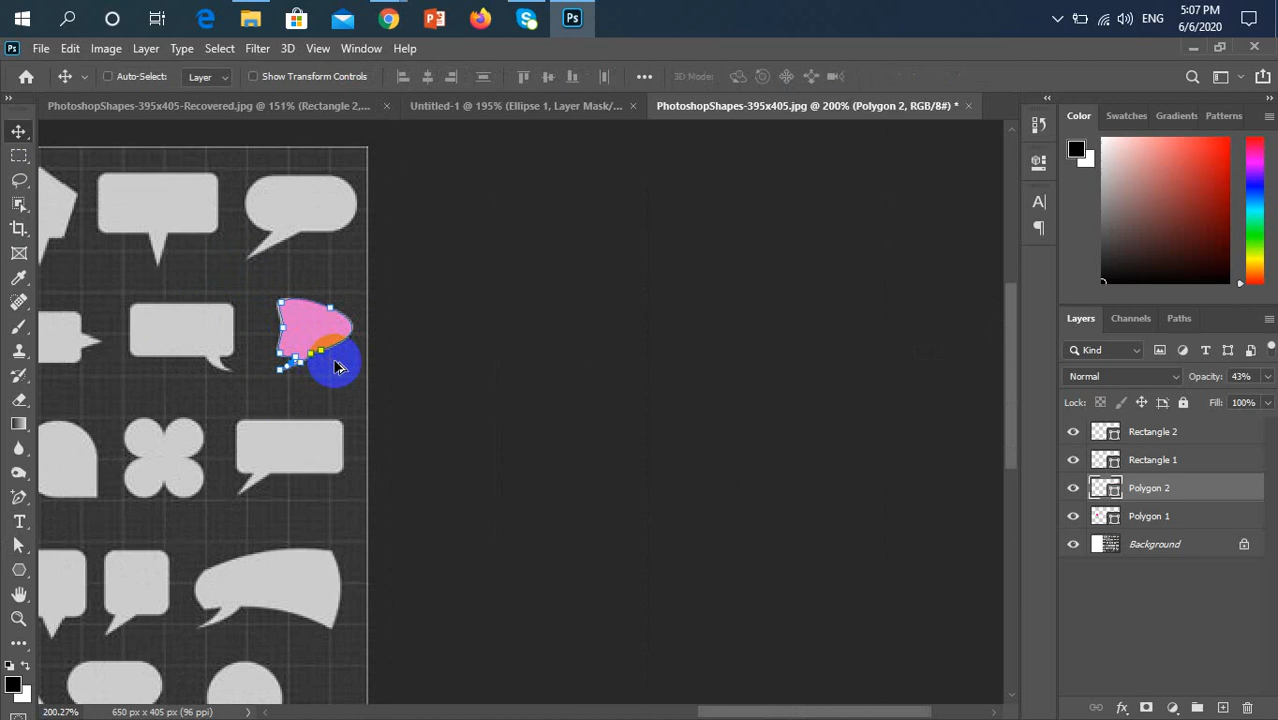 ENG
5:07 PM
6/6/2020
Ps
File Edit Image Layer Type Select Filter 3D View Window Help
Auto-Select: Layer Show Transform Controls 3D Mode:
PhotoshopShapes-395x405-Recovered.jpg @ 151% (Rectangle 2,... × Untitled-1 @ 195% (Ellipse 1, Layer Mask/... × PhotoshopShapes-395x405.jpg @ 200% (Polygon 2, RGB/8#) * ×
Color Swatches Gradients Patterns
Layers Channels Paths
Kind
Normal Opacity: 43%
Lock: Fill: 100%
Rectangle 2
Rectangle 1
Polygon 2
Polygon 1
Background
200.27% 650 px x 405 px (96 ppi)